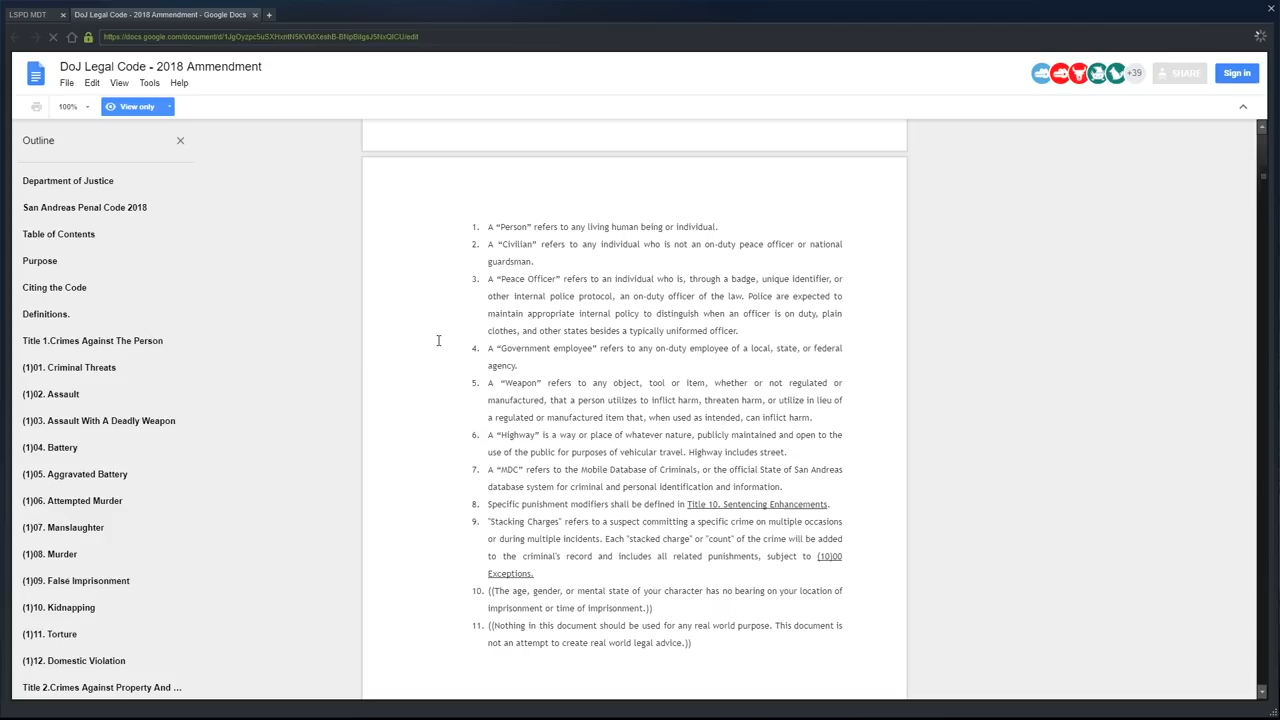 LSPD MDT
DoJ Legal Code - 2018 Ammendment - Google Docs
DoJ Legal Code - 2018 Ammendment
File Edit View Tools Help
+39
SHARE
Sign in
100%
View only
Outline
Department of Justice
San Andreas Penal Code 2018
Table of Contents
Purpose
Citing the Code
Definitions.
Title 1.Crimes Against The Person
(1)01. Criminal Threats
(1)02. Assault
(1)03. Assault With A Deadly Weapon
(1)04. Battery
(1)05. Aggravated Battery
(1)06. Attempted Murder
(1)07. Manslaughter
(1)08. Murder
(1)09. False Imprisonment
(1)10. Kidnapping
(1)11. Torture
(1)12. Domestic Violation
Title 2.Crimes Against Property And ...
1. A “Person” refers to any living human being or individual.
2. A “Civilian” refers to any individual who is not an on-duty peace officer or national
guardsman.
3. A “Peace Officer” refers to an individual who is, through a badge, unique identifier, or
other internal police protocol, an on-duty officer of the law. Police are expected to
maintain appropriate internal policy to distinguish when an officer is on duty, plain
clothes, and other states besides a typically uniformed officer.
4. A “Government employee” refers to any on-duty employee of a local, state, or federal
agency.
5. A “Weapon” refers to any object, tool or item, whether or not regulated or
manufactured, that a person utilizes to inflict harm, threaten harm, or utilize in lieu of
a regulated or manufactured item that, when used as intended, can inflict harm.
6. A “Highway” is a way or place of whatever nature, publicly maintained and open to the
use of the public for purposes of vehicular travel. Highway includes street.
7. A “MDC” refers to the Mobile Database of Criminals, or the official State of San Andreas
database system for criminal and personal identification and information.
8. Specific punishment modifiers shall be defined in Title 10. Sentencing Enhancements.
9. "Stacking Charges" refers to a suspect committing a specific crime on multiple occasions
or during multiple incidents. Each "stacked charge" or "count" of the crime will be added
to the criminal's record and includes all related punishments, subject to (10)00
Exceptions.
10. ((The age, gender, or mental state of your character has no bearing on your location of
imprisonment or time of imprisonment.))
11. ((Nothing in this document should be used for any real world purpose. This document is
not an attempt to create real world legal advice.))